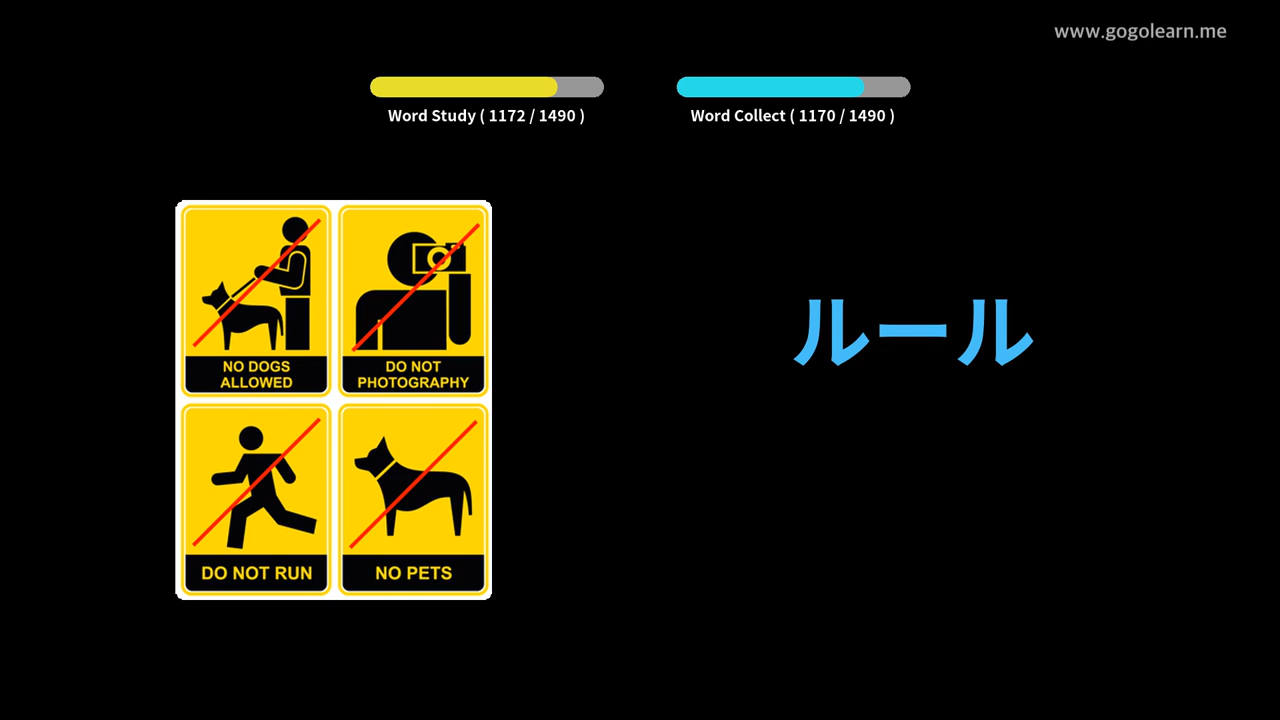 www.gogolearn.me
Word Study ( 1172 / 1490 )
Word Collect ( 1170 / 1490 )
NO DOGS
ALLOWED
DO NOT
PHOTOGRAPHY
ルール
DO NOT RUN
NO PETS